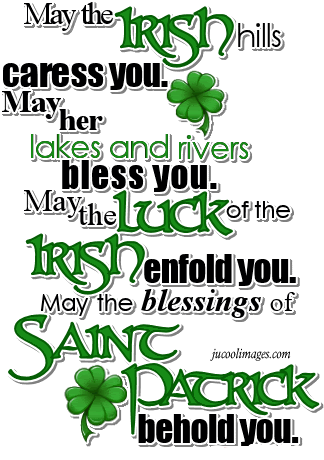 May the IRISH hills
caress you.
May
her
lakes and rivers
bless you.
May the LUCK of the
IRISH enfold you.
May the blessings of
SAINT
jucoolimages.com
PATRICK
behold you.